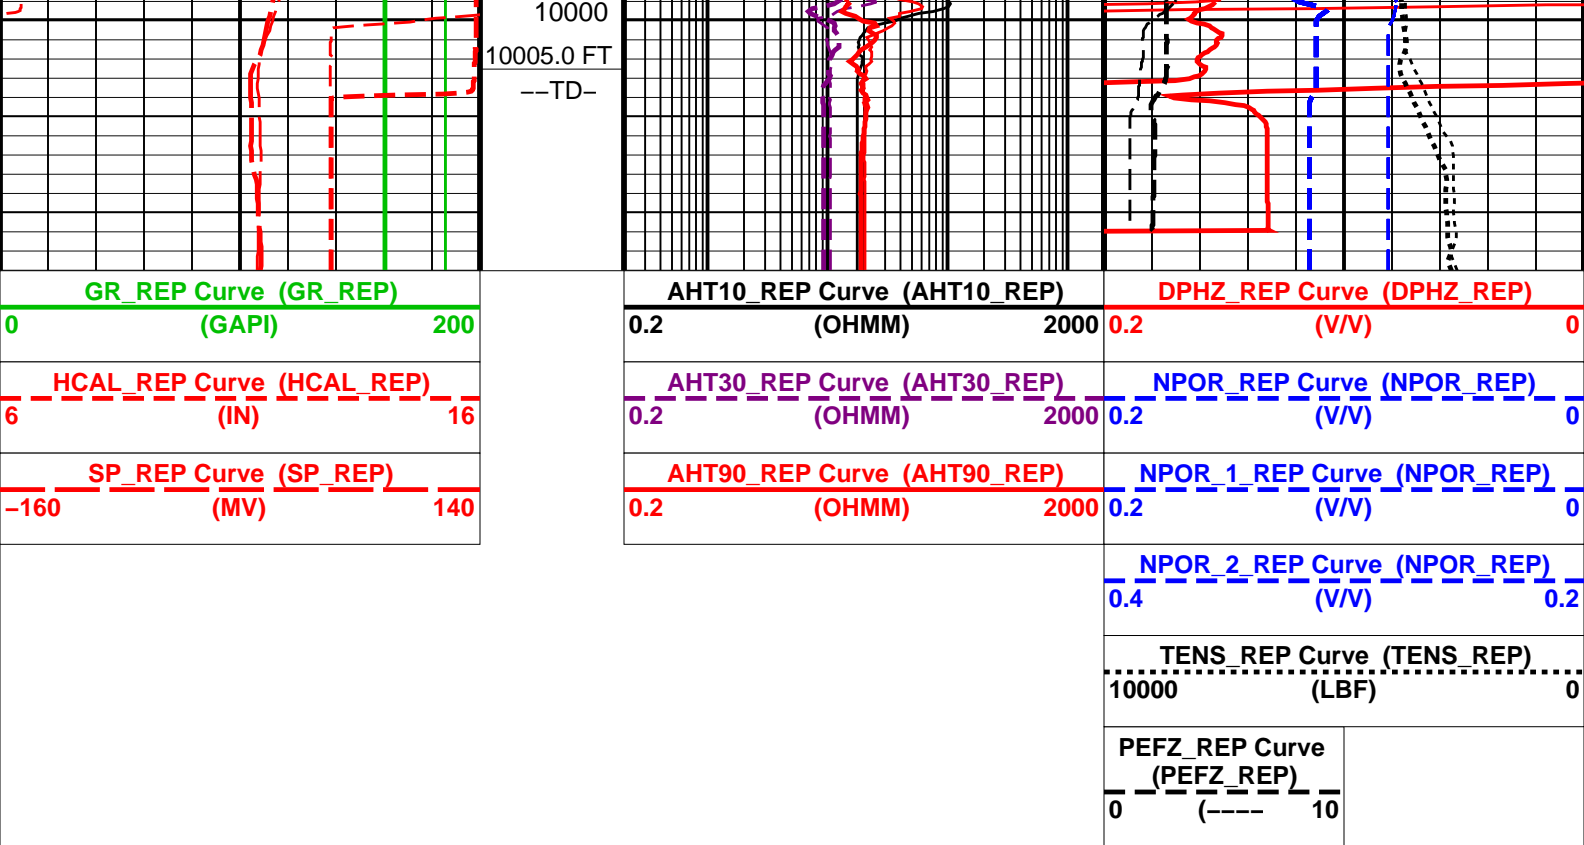 10000
10005.0 FT
−−TD−
GR_REP Curve (GR_REP)
0 (GAPI) 200
HCAL_REP Curve (HCAL_REP)
6 (IN) 16
SP_REP Curve (SP_REP)
−160 (MV) 140
AHT10_REP Curve (AHT10_REP)
0.2 (OHMM) 2000
AHT30_REP Curve (AHT30_REP)
0.2 (OHMM) 2000
AHT90_REP Curve (AHT90_REP)
0.2 (OHMM) 2000
DPHZ_REP Curve (DPHZ_REP)
0.2 (V/V) 0
NPOR_REP Curve (NPOR_REP)
0.2 (V/V) 0
NPOR_1_REP Curve (NPOR_REP)
0.2 (V/V) 0
NPOR_2_REP Curve (NPOR_REP)
0.4 (V/V) 0.2
TENS_REP Curve (TENS_REP)
10000 (LBF) 0
PEFZ_REP Curve
(PEFZ_REP)
0 (−−−− 10